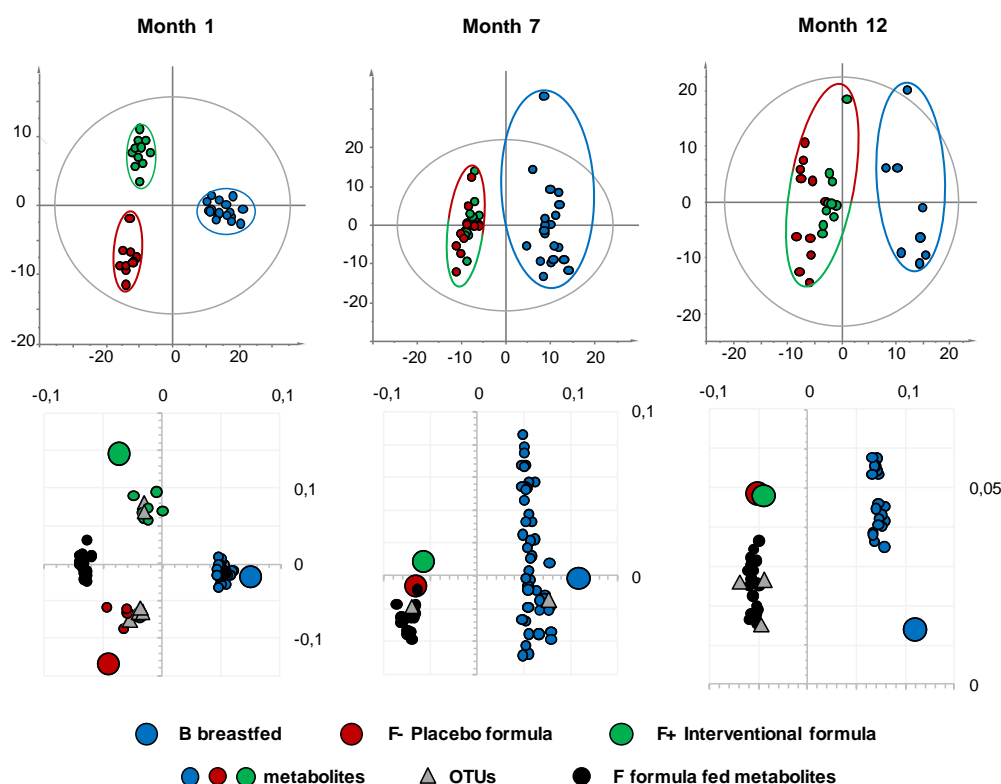 Month 1 Month 7 Month 12
10
0
-10
-20
-20 0 20
20
10
0
-10
-20
-20 -10 0 10 20
20
10
0
-10
-20
-20 -10 0 10 20
-0,1 0 0,1
0,1
0
-0,1
-0,1 0 0,1
0,1
0
-0,1 0 0,1
0,05
0
B breastfed F- Placebo formula F+ Interventional formula
metabolites OTUs F formula fed metabolites